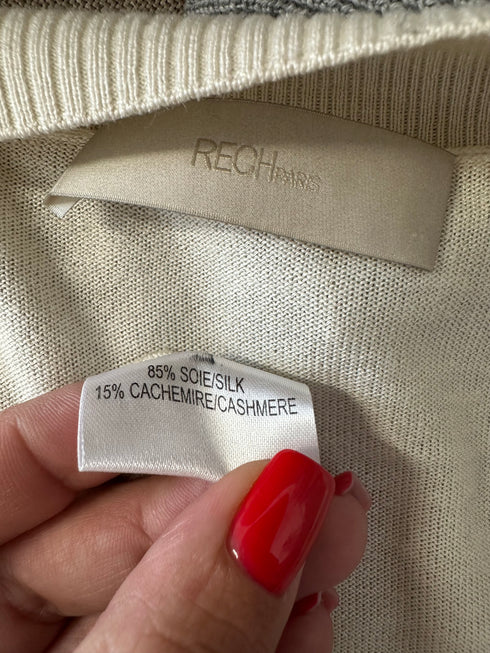 RECH PARIS
85% SOIE/SILK
15% CACHEMIRE/CASHMERE